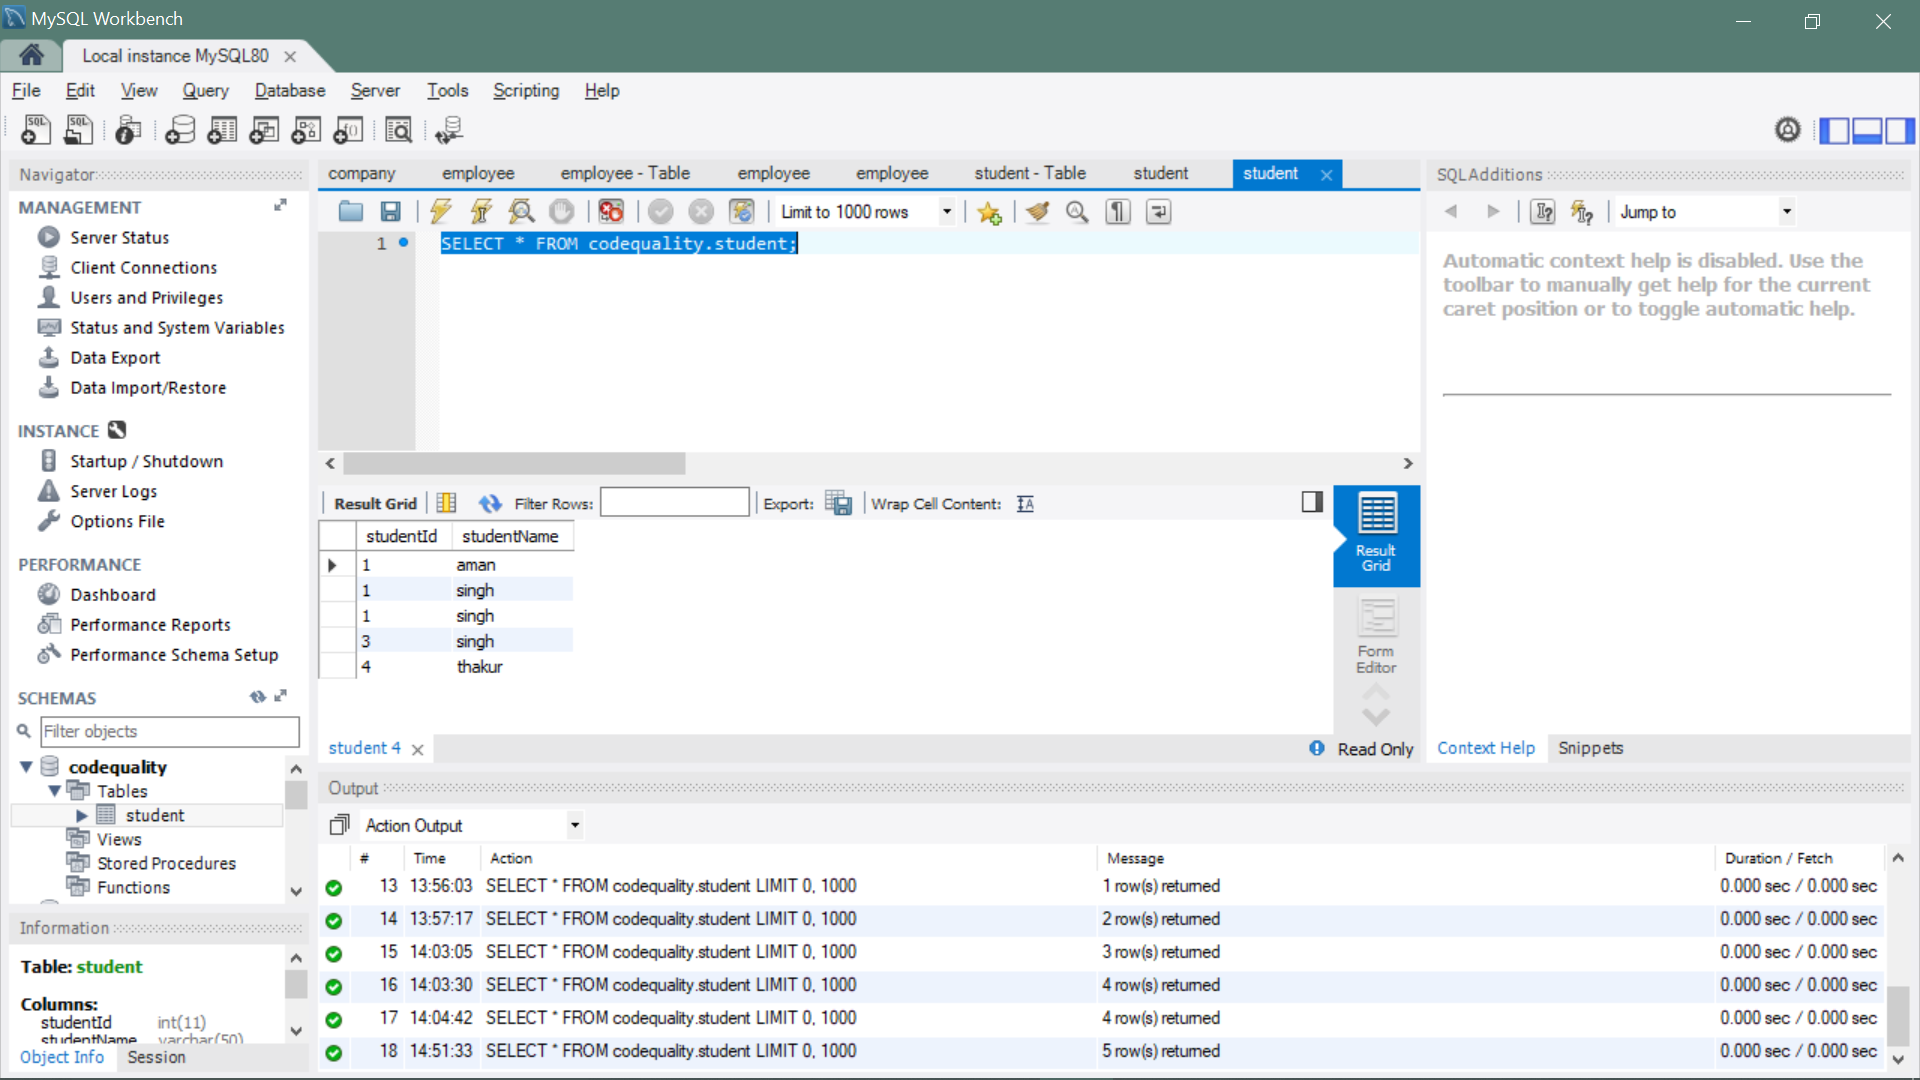 MySQL Workbench
Local instance MySQL80
File Edit View Query Database Server Tools Scripting Help
Navigator
MANAGEMENT
Server Status
Client Connections
Users and Privileges
Status and System Variables
Data Export
Data Import/Restore
INSTANCE
Startup / Shutdown
Server Logs
Options File
PERFORMANCE
Dashboard
Performance Reports
Performance Schema Setup
SCHEMAS
Filter objects
codequality
Tables
student
Views
Stored Procedures
Functions
Information
Table: student
Columns:
studentId int(11)
studentName varchar(50)
Object Info Session
company employee employee - Table employee employee student - Table student student
Limit to 1000 rows
1 SELECT * FROM codequality.student;
Result Grid Filter Rows: Export: Wrap Cell Content:
studentId studentName
1 aman
1 singh
1 singh
3 singh
4 thakur
Result
Grid
Form
Editor
student 4
Read Only
SQLAdditions
Jump to
Automatic context help is disabled. Use the
toolbar to manually get help for the current
caret position or to toggle automatic help.
Context Help Snippets
Output
Action Output
# Time Action Message Duration / Fetch
13 13:56:03 SELECT * FROM codequality.student LIMIT 0, 1000 1 row(s) returned 0.000 sec / 0.000 sec
14 13:57:17 SELECT * FROM codequality.student LIMIT 0, 1000 2 row(s) returned 0.000 sec / 0.000 sec
15 14:03:05 SELECT * FROM codequality.student LIMIT 0, 1000 3 row(s) returned 0.000 sec / 0.000 sec
16 14:03:30 SELECT * FROM codequality.student LIMIT 0, 1000 4 row(s) returned 0.000 sec / 0.000 sec
17 14:04:42 SELECT * FROM codequality.student LIMIT 0, 1000 4 row(s) returned 0.000 sec / 0.000 sec
18 14:51:33 SELECT * FROM codequality.student LIMIT 0, 1000 5 row(s) returned 0.000 sec / 0.000 sec